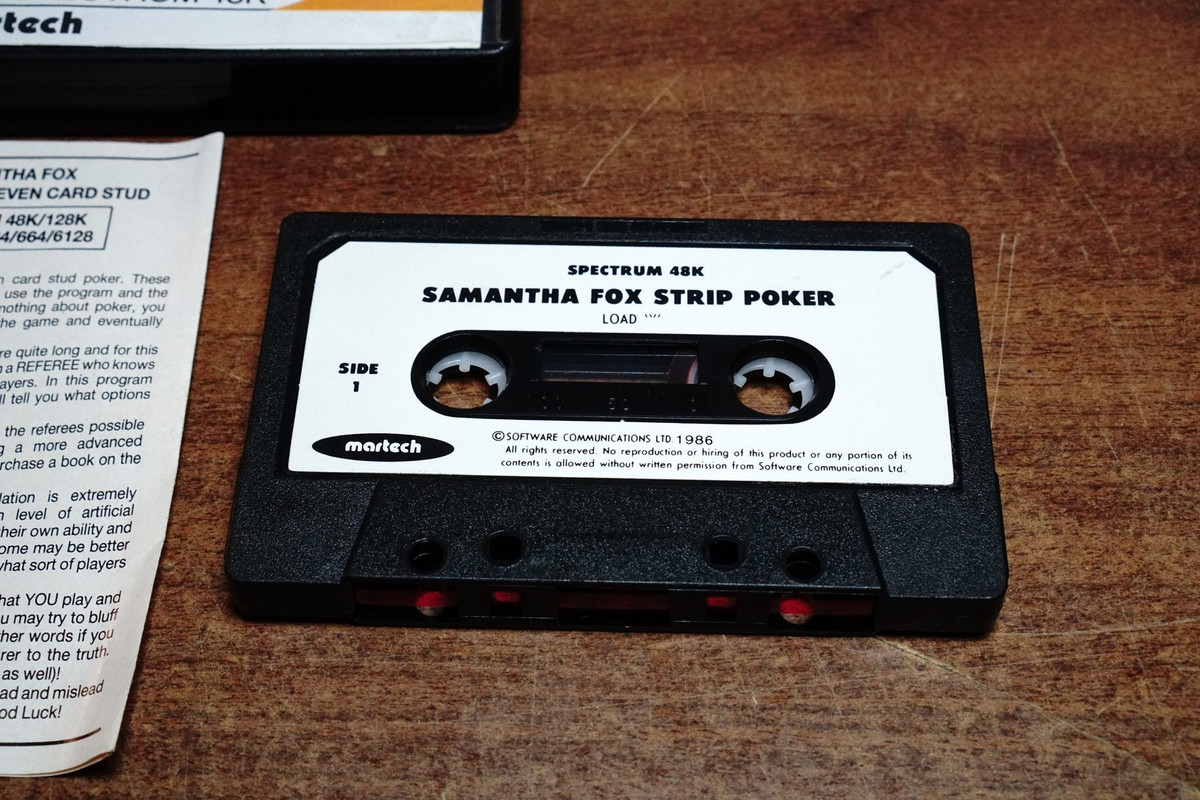 martech
THA FOX
EVEN CARD STUD
48K/128K
4/664/6128
card stud poker. These
use the program and the
nothing about poker, you
he game and eventually
re quite long and for this
a REFEREE who knows
ayers. In this program
ll tell you what options
the referees possible
g a more advanced
rchase a book on the
lation is extremely
level of artificial
heir own ability and
ome may be better
what sort of players
hat YOU play and
u may try to bluff
ther words if you
rer to the truth.
as well)!
ad and mislead
od Luck!
SPECTRUM 48K
SAMANTHA FOX STRIP POKER
LOAD """
SIDE
1
martech
© SOFTWARE COMMUNICATIONS LTD. 1986
All rights reserved. No reproduction or hiring of this product or any portion of its
contents is allowed without written permission from Software Communications Ltd.